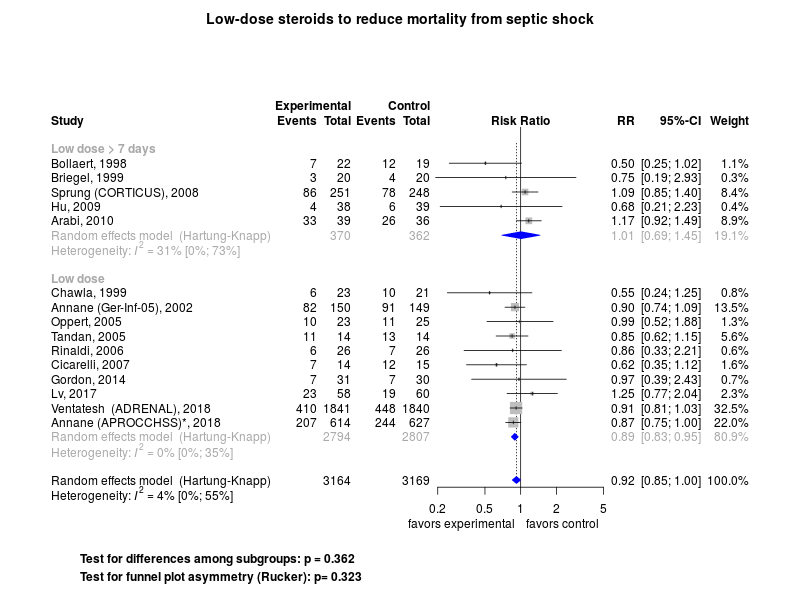 Low-dose steroids to reduce mortality from septic shock
Experimental Control
Study Events Total Events Total Risk Ratio RR 95%-CI Weight
Low dose > 7 days
Bollaert, 1998 7 22 12 19 0.50 [0.25; 1.02] 1.1%
Briegel, 1999 3 20 4 20 0.75 [0.19; 2.93] 0.3%
Sprung (CORTICUS), 2008 86 251 78 248 1.09 [0.85; 1.40] 8.4%
Hu, 2009 4 38 6 39 0.68 [0.21; 2.23] 0.4%
Arabi, 2010 33 39 26 36 1.17 [0.92; 1.49] 8.9%
Random effects model (Hartung-Knapp) 370 362 1.01 [0.69; 1.45] 19.1%
Heterogeneity: I² = 31% [0%; 73%]
Low dose
Chawla, 1999 6 23 10 21 0.55 [0.24; 1.25] 0.8%
Annane (Ger-Inf-05), 2002 82 150 91 149 0.90 [0.74; 1.09] 13.5%
Oppert, 2005 10 23 11 25 0.99 [0.52; 1.88] 1.3%
Tandan, 2005 11 14 13 14 0.85 [0.62; 1.15] 5.6%
Rinaldi, 2006 6 26 7 26 0.86 [0.33; 2.21] 0.6%
Cicarelli, 2007 7 14 12 15 0.62 [0.35; 1.12] 1.6%
Gordon, 2014 7 31 7 30 0.97 [0.39; 2.43] 0.7%
Lv, 2017 23 58 19 60 1.25 [0.77; 2.04] 2.3%
Ventatesh (ADRENAL), 2018 410 1841 448 1840 0.91 [0.81; 1.03] 32.5%
Annane (APROCCHSS)*, 2018 207 614 244 627 0.87 [0.75; 1.00] 22.0%
Random effects model (Hartung-Knapp) 2794 2807 0.89 [0.83; 0.95] 80.9%
Heterogeneity: I² = 0% [0%; 35%]
Random effects model (Hartung-Knapp) 3164 3169 0.92 [0.85; 1.00] 100.0%
Heterogeneity: I² = 4% [0%; 55%]
0.2 0.5 1 2 5
favors experimental favors control
Test for differences among subgroups: p = 0.362
Test for funnel plot asymmetry (Rucker): p= 0.323